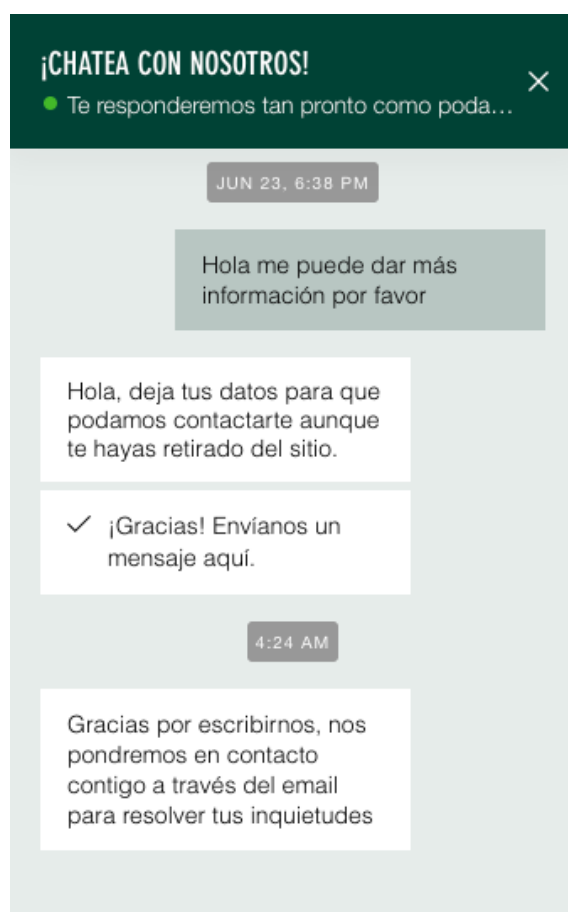 ¡CHATEA CON NOSOTROS!
Te responderemos tan pronto como poda...
JUN 23, 6:38 PM
Hola me puede dar más
información por favor
Hola, deja tus datos para que
podamos contactarte aunque
te hayas retirado del sitio.
¡Gracias! Envíanos un
mensaje aquí.
4:24 AM
Gracias por escribirnos, nos
pondremos en contacto
contigo a través del email
para resolver tus inquietudes